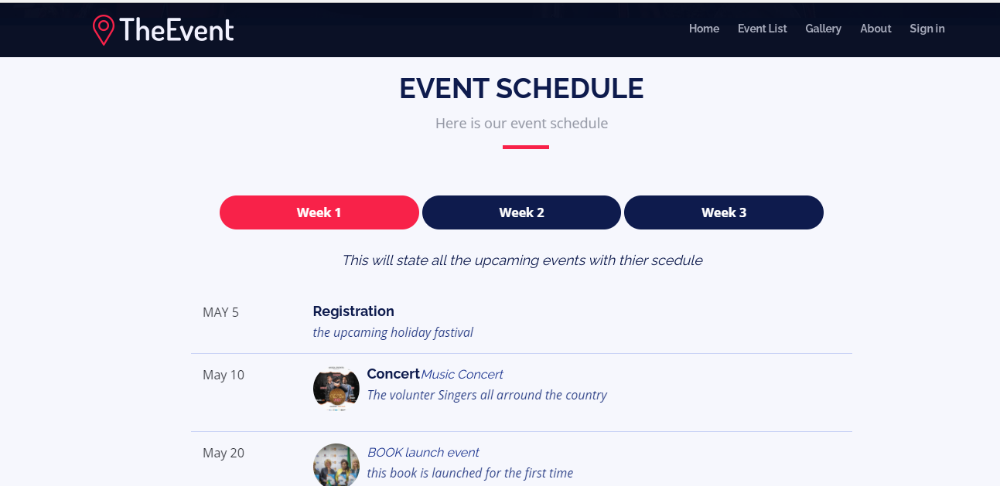 TheEvent
Home Event List Gallery About Sign in
EVENT SCHEDULE
Here is our event schedule
Week 1 Week 2 Week 3
This will state all the upcaming events with thier scedule
MAY 5 Registration
the upcaming holiday fastival
May 10 Concert Music Concert
The volunter Singers all arround the country
May 20 BOOK launch event
this book is launched for the first time